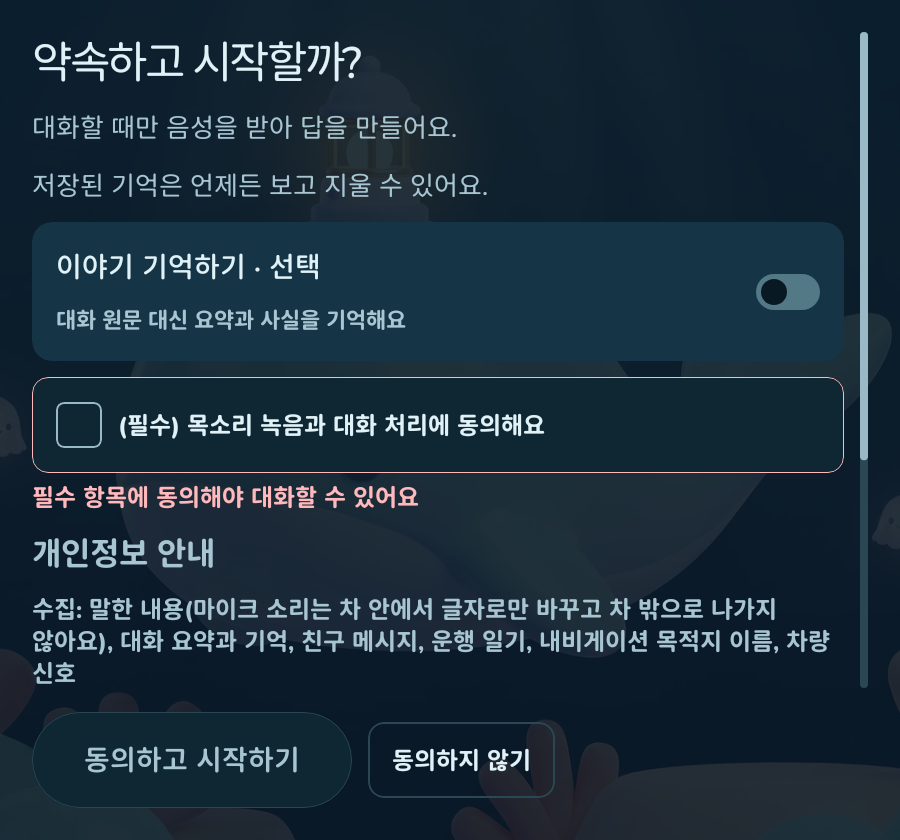 약속하고 시작할까?
대화할 때만 음성을 받아 답을 만들어요.
저장된 기억은 언제든 보고 지울 수 있어요.
이야기 기억하기 · 선택
대화 원문 대신 요약과 사실을 기억해요
(필수) 목소리 녹음과 대화 처리에 동의해요
필수 항목에 동의해야 대화할 수 있어요
개인정보 안내
수집: 말한 내용(마이크 소리는 차 안에서 글자로만 바꾸고 차 밖으로 나가지
않아요), 대화 요약과 기억, 친구 메시지, 운행 일기, 내비게이션 목적지 이름, 차량
신호
동의하고 시작하기
동의하지 않기